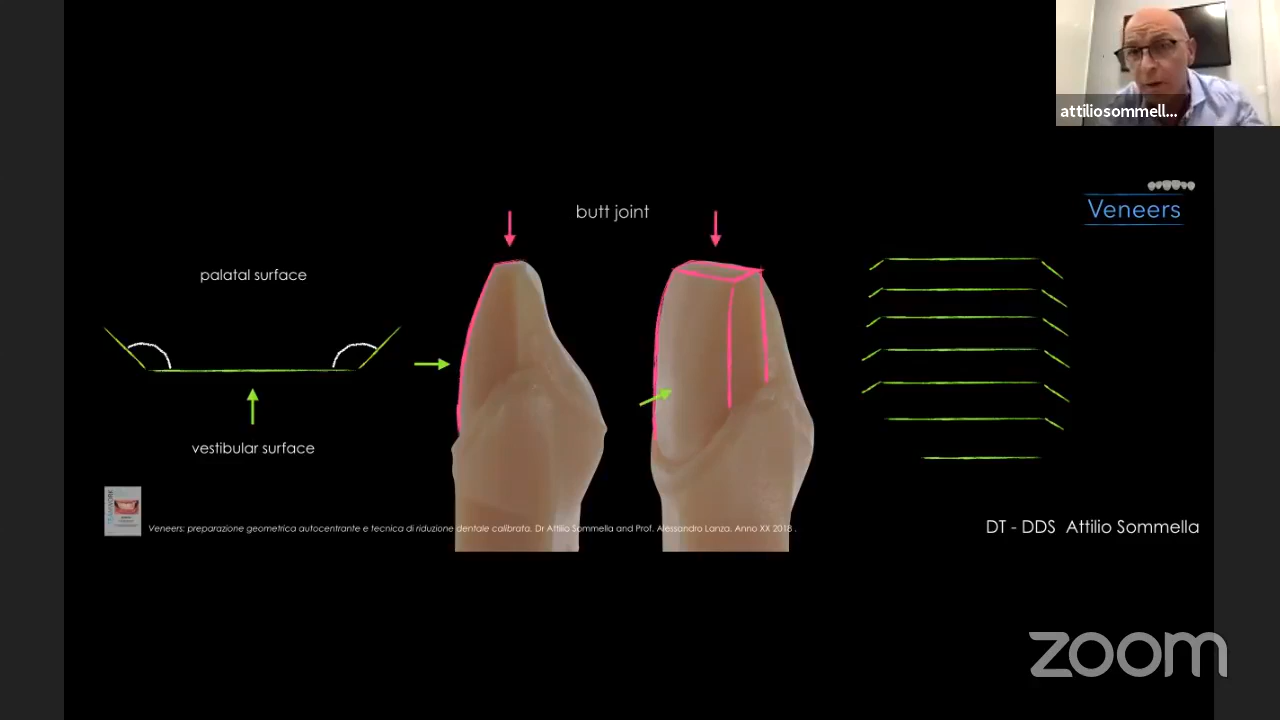 attiliosommell...
butt joint
Veneers
palatal surface
vestibular surface
Veneers: preparazione geometrica autocentrante e tecnica di riduzione dentale calibrata. Dr Attilio Sommella and Prof. Alessandro Lanza. Anno XX 2018 .
DT - DDS Attilio Sommella
zoom